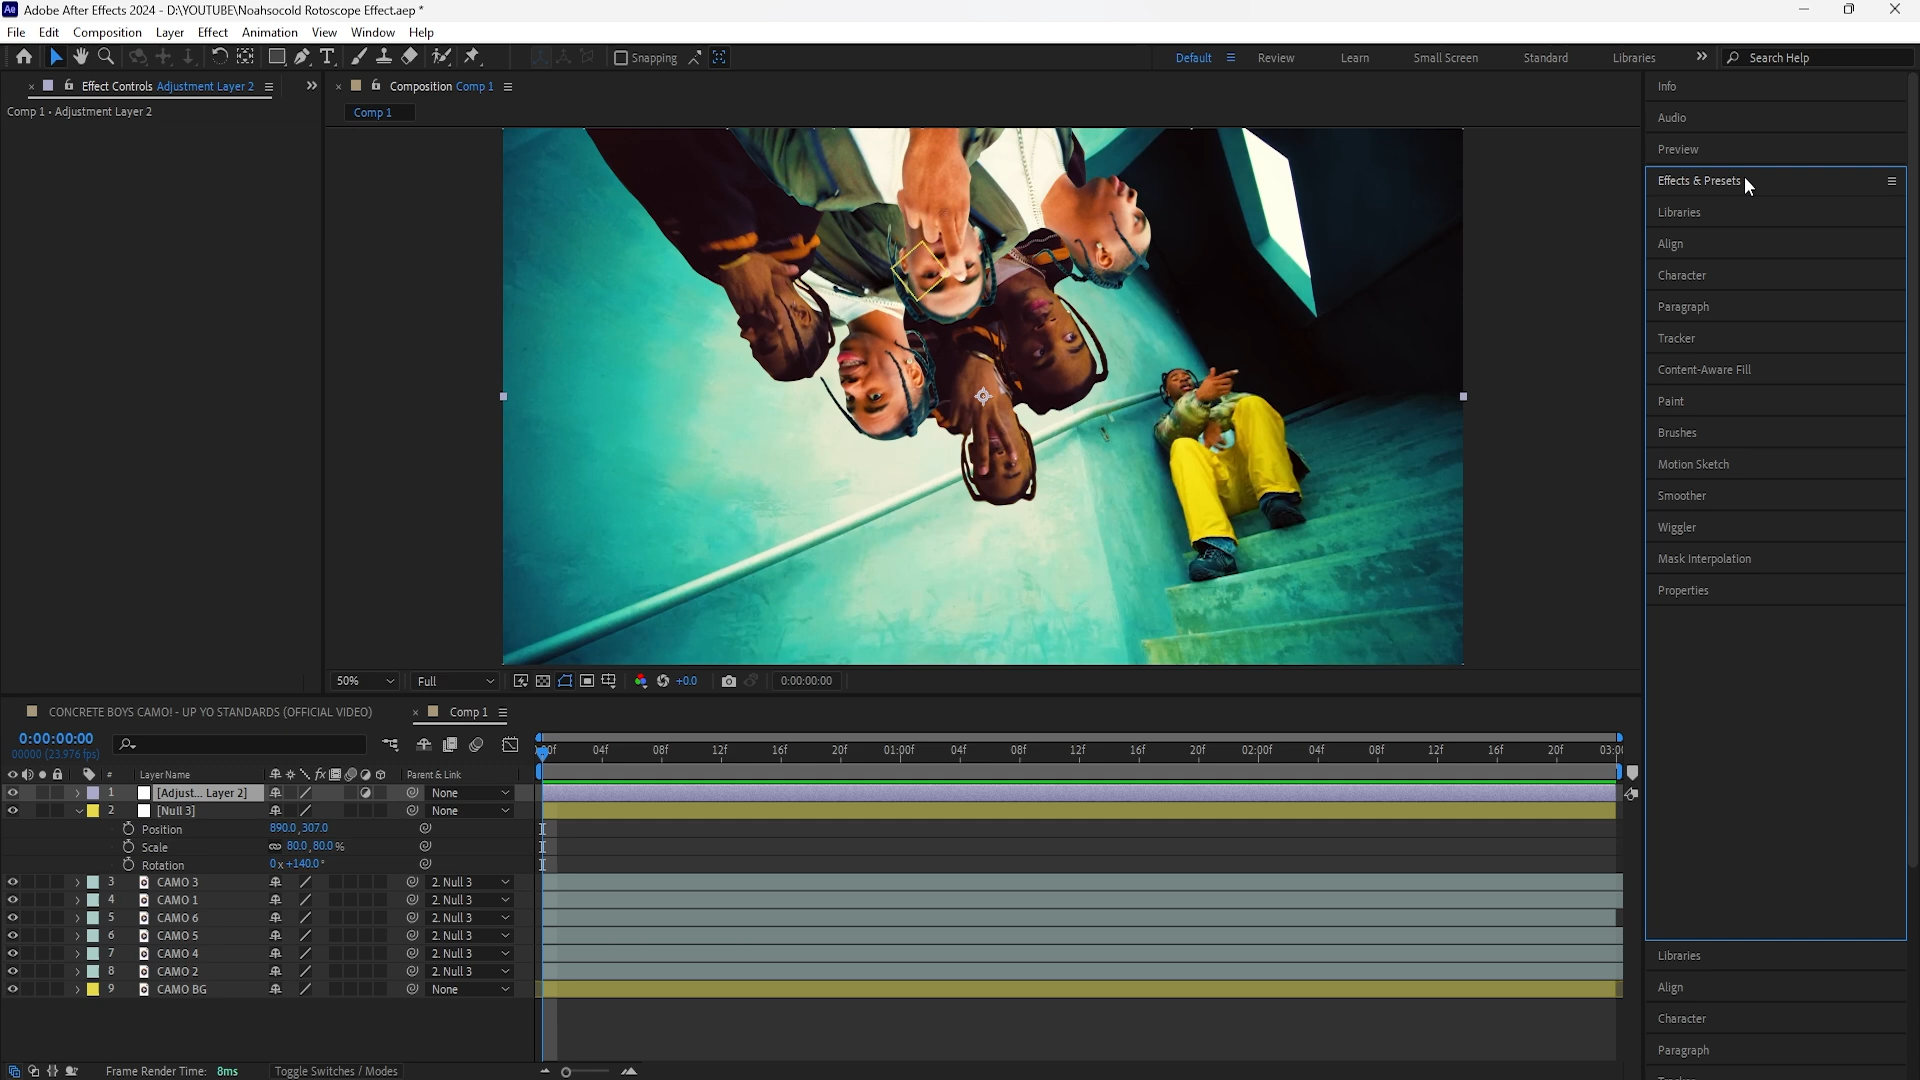 Ae Adobe After Effects 2024 - D:\YOUTUBE\Noahsocold Rotoscope Effect.aep *
File Edit Composition Layer Effect Animation View Window Help
Snapping Default Review Learn Small Screen Standard Libraries Search Help
Effect Controls Adjustment Layer 2
Comp 1 • Adjustment Layer 2
Composition Comp 1
Comp 1
Info
Audio
Preview
Effects & Presets
Libraries
Align
Character
Paragraph
Tracker
Content-Aware Fill
Paint
Brushes
Motion Sketch
Smoother
Wiggler
Mask Interpolation
Properties
Libraries
Align
Character
Paragraph
50% Full +0.0 0:00:00:00
CONCRETE BOYS CAMO! - UP YO STANDARDS (OFFICIAL VIDEO) Comp 1
0:00:00:00
00000 (23.976 fps)
04f 08f 12f 16f 20f 01:00f 04f 08f 12f 16f 20f 02:00f 04f 08f 12f 16f 20f
# Layer Name Parent & Link
1 [Adjust... Layer 2] None
2 [Null 3] None
Position 890.0, 307.0
Scale 80.0, 80.0 %
Rotation 0 x +140.0°
3 CAMO 3 2. Null 3
4 CAMO 1 2. Null 3
5 CAMO 6 2. Null 3
6 CAMO 5 2. Null 3
7 CAMO 4 2. Null 3
8 CAMO 2 2. Null 3
9 CAMO BG None
Frame Render Time: 8ms Toggle Switches / Modes